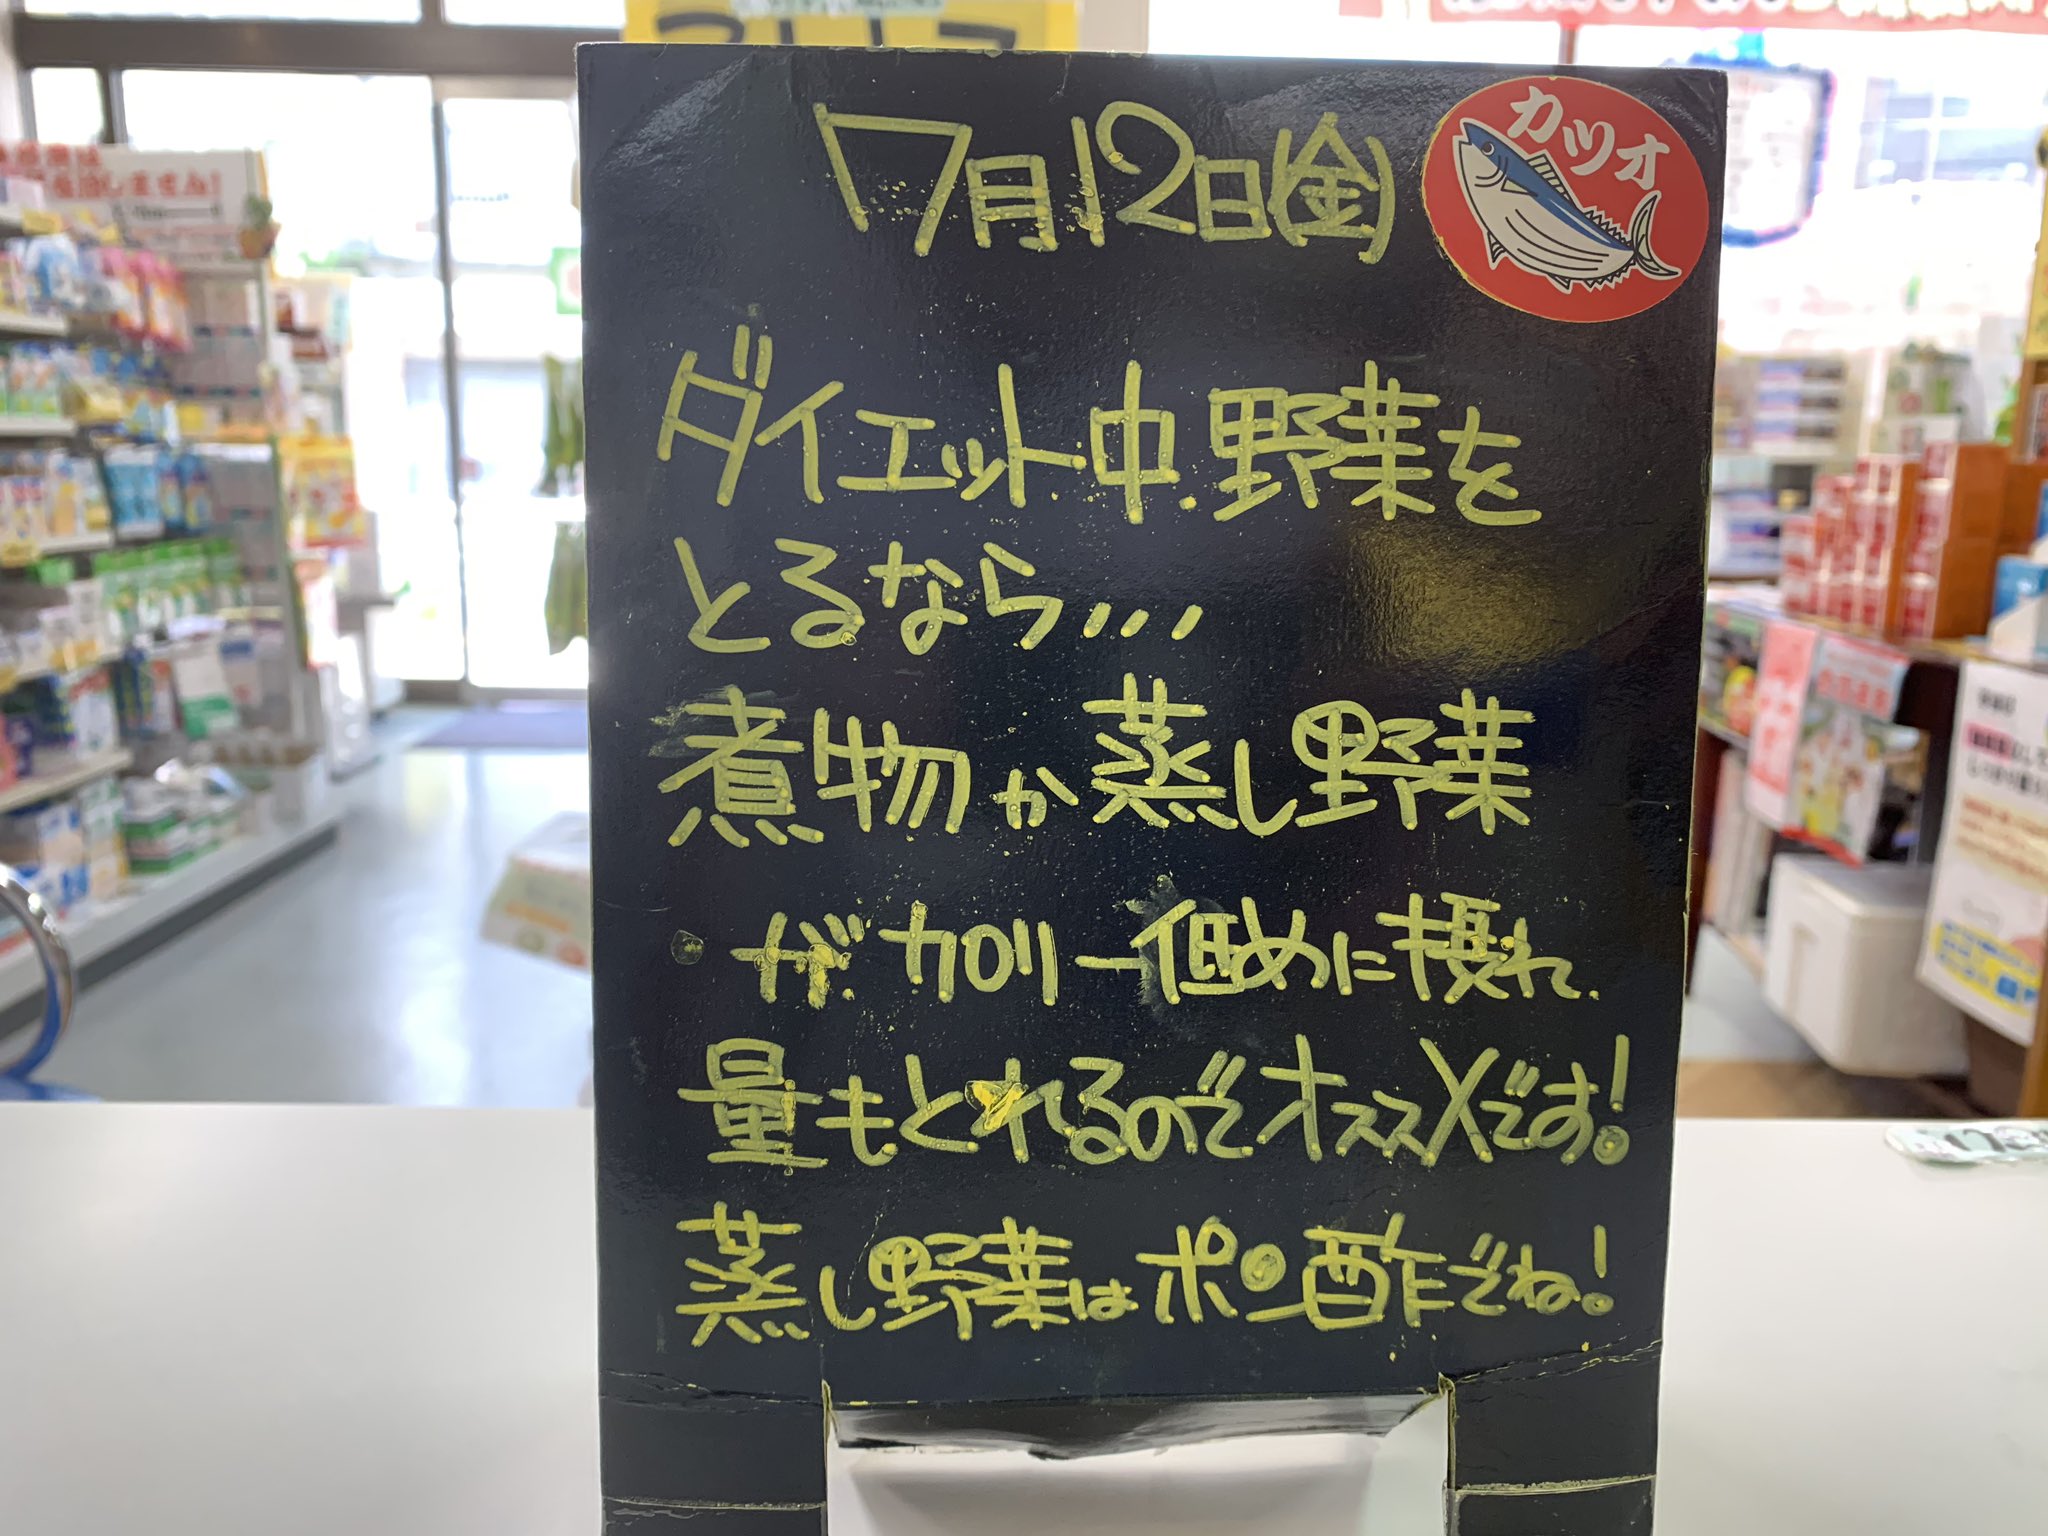 7月12日(金)
カツオ
ダイエット中、野菜を
とるなら…
煮物か蒸し野菜
が、カロリー低めに摂れ、
量もとれるのでオススメです!
蒸し野菜はポン酢でね!